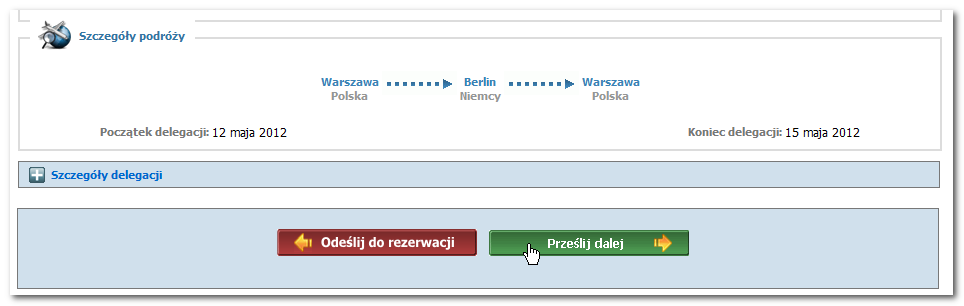 Szczegóły podróży
Warszawa Berlin Warszawa
Polska Niemcy Polska
Początek delegacji: 12 maja 2012 Koniec delegacji: 15 maja 2012
Szczegóły delegacji
Odeślij do rezerwacji Prześlij dalej